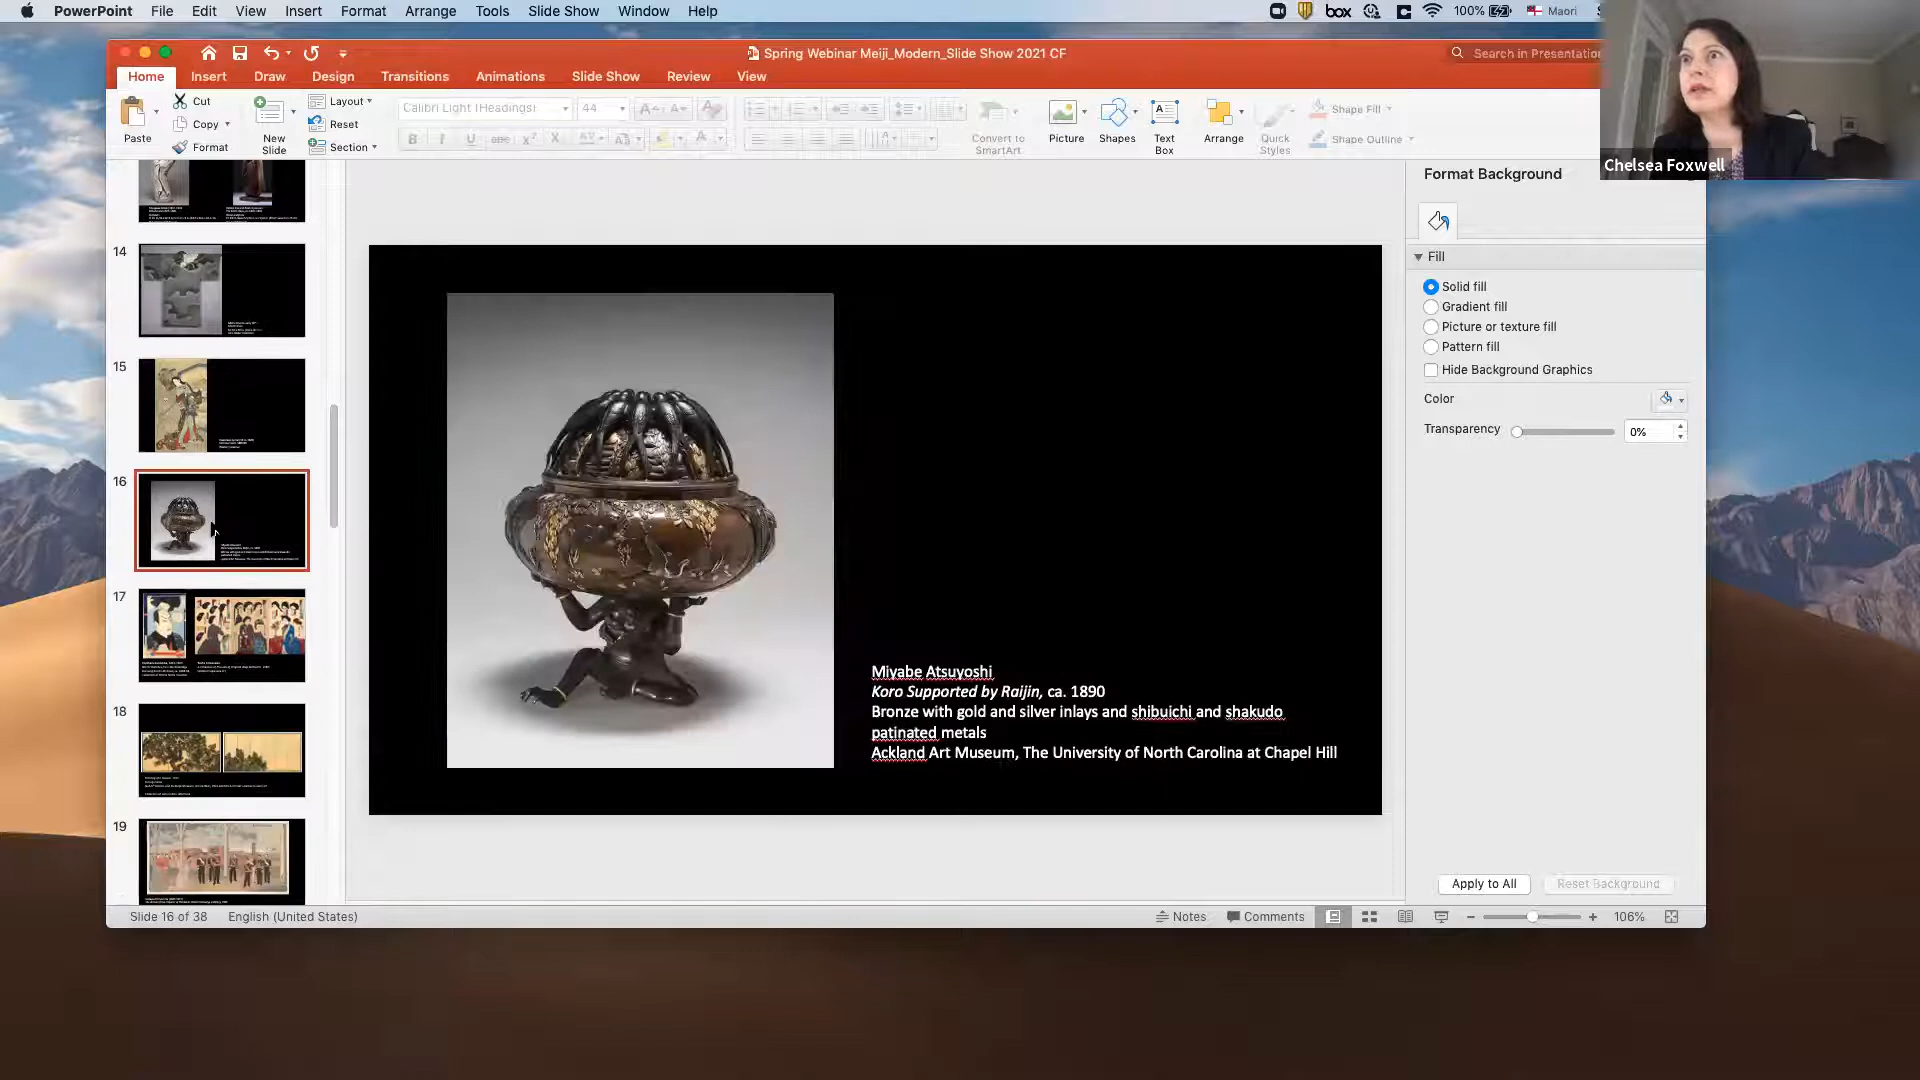 PowerPoint File Edit View Insert Format Arrange Tools Slide Show Window Help box 100% Maori
Spring Webinar Meiji_Modern_Slide Show 2021 CF
Search in Presentation
Home Insert Draw Design Transitions Animations Slide Show Review View
Paste
Cut
Copy
Format
New
Slide
Layout
Reset
Section
Calibri Light (Headings) 44
Convert to
SmartArt
Picture
Shapes
Text
Box
Arrange
Quick
Styles
Shape Fill
Shape Outline
Chelsea Foxwell
14
15
16
17
18
19
Miyabe Atsuyoshi
Koro Supported by Raijin, ca. 1890
Bronze with gold and silver inlays and shibuichi and shakudo
patinated metals
Ackland Art Museum, The University of North Carolina at Chapel Hill
Format Background
Fill
Solid fill
Gradient fill
Picture or texture fill
Pattern fill
Hide Background Graphics
Color
Transparency 0%
Apply to All Reset Background
Slide 16 of 38 English (United States) Notes Comments 106%